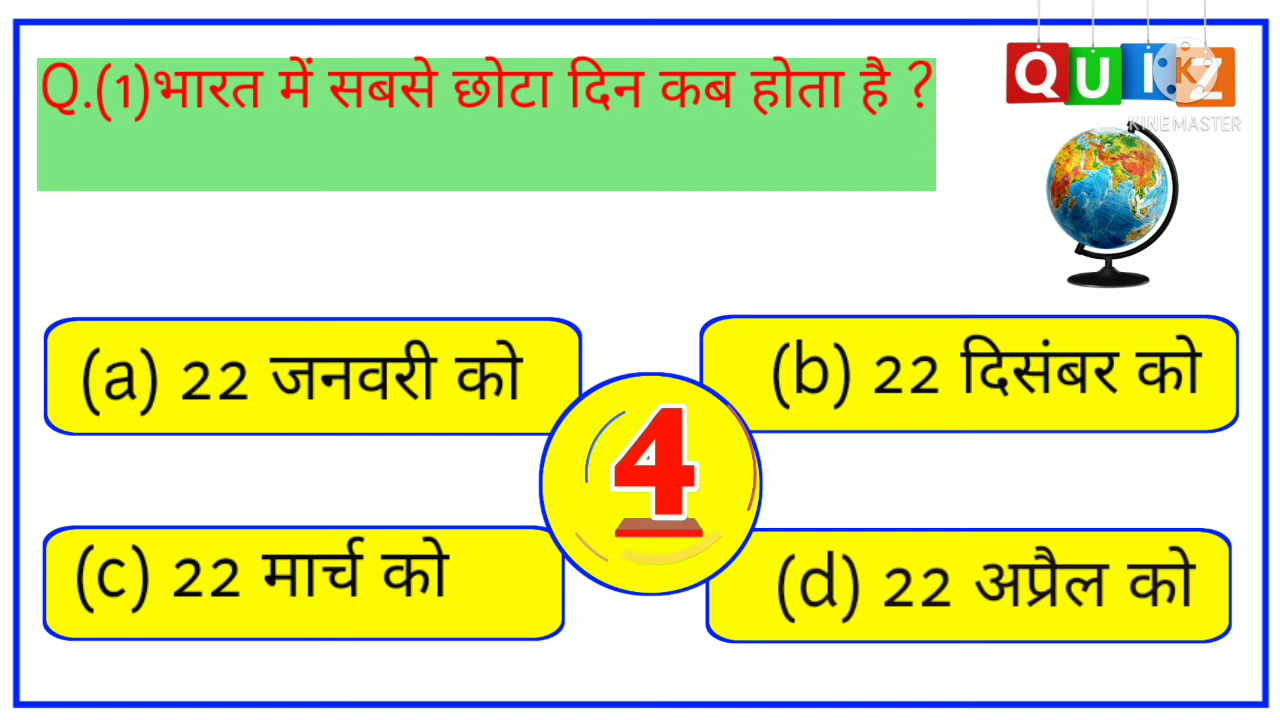 Q.(1)भारत में सबसे छोटा दिन कब होता है ?
QUIZ
K
KINEMASTER
(a) 22 जनवरी को
(b) 22 दिसंबर को
4
(c) 22 मार्च को
(d) 22 अप्रैल को